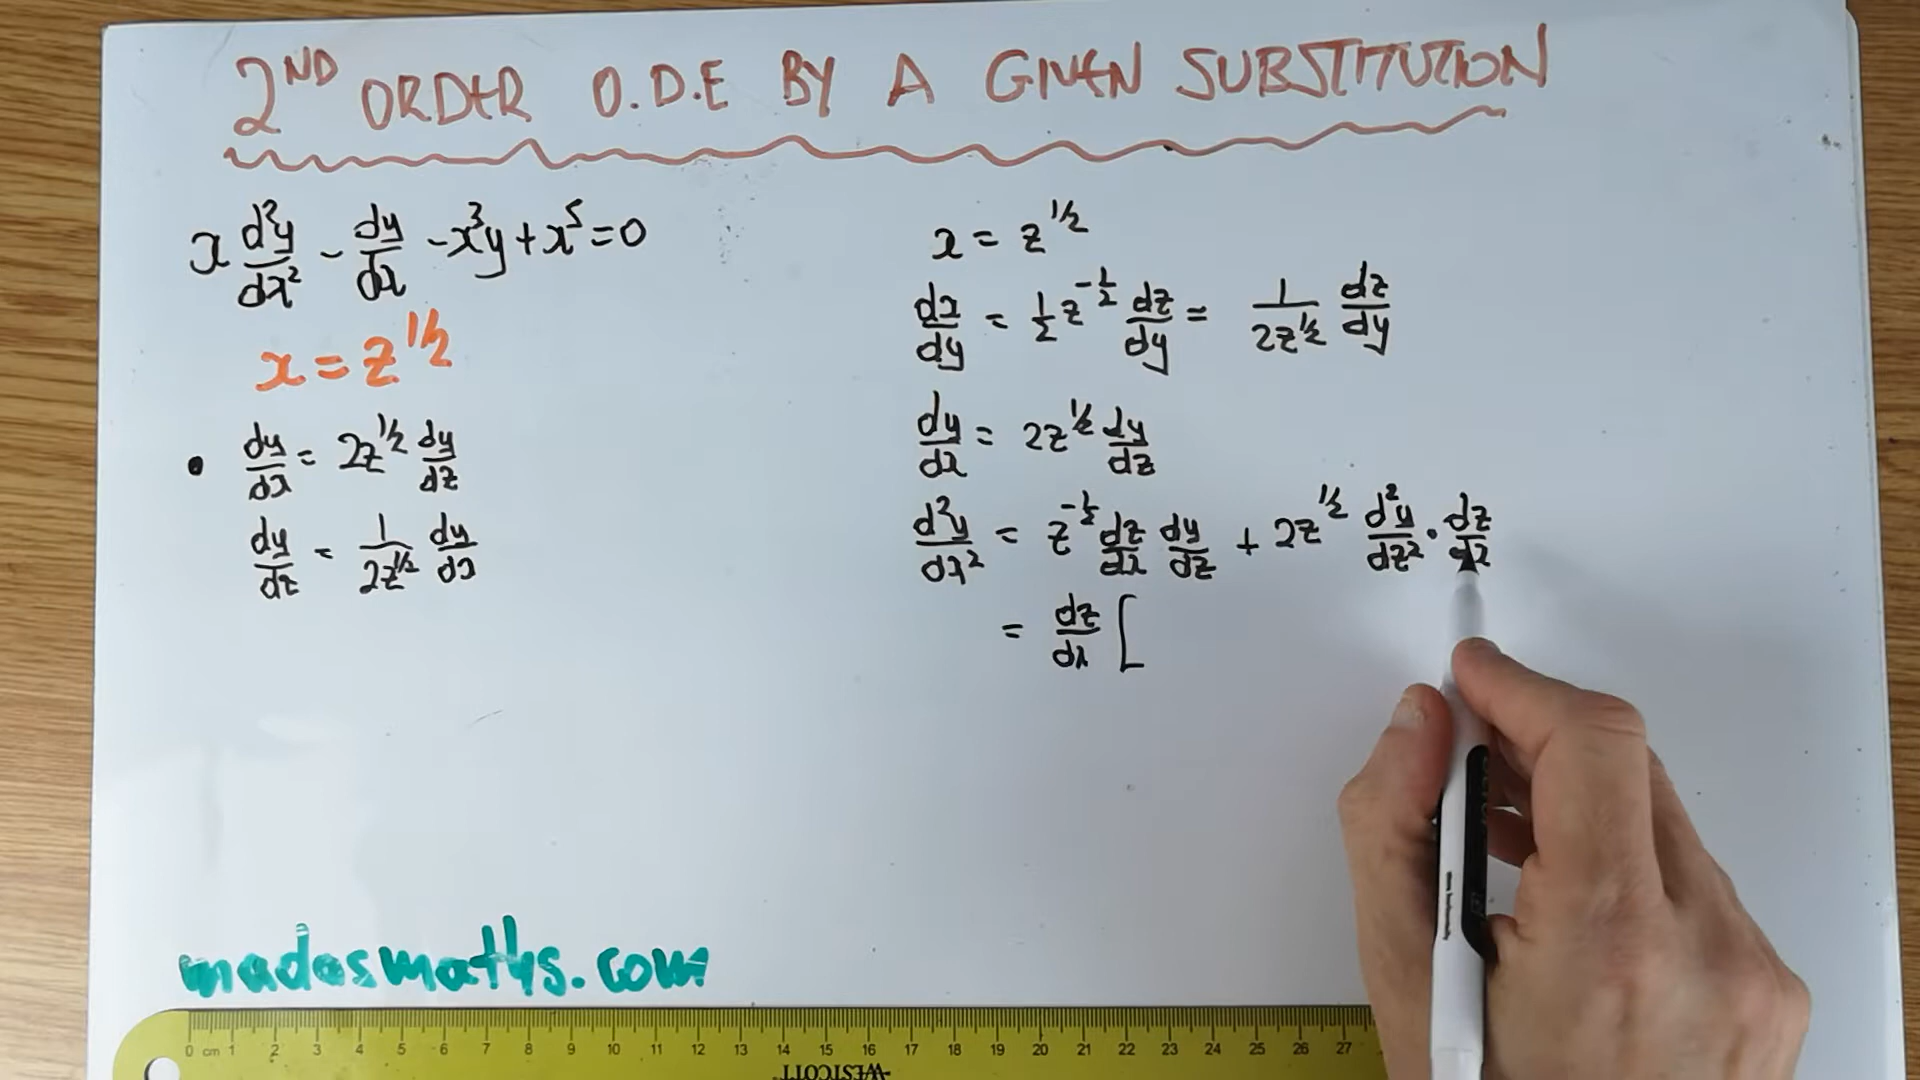 2ND ORDER O.D.E BY A GIVEN SUBSTITUTION
x d²y/dx² - dy/dx - x³y + x⁵ = 0
x = z^1/2
• dy/dx = 2z^1/2 dy/dz
dy/dz = 1/2z^1/2 dy/dx
x = z^1/2
dx/dy = 1/2 z^-1/2 dz/dy = 1/2z^1/2 dz/dy
dy/dx = 2z^1/2 dy/dz
d²y/dx² = z^-1/2 dz/dx dy/dz + 2z^1/2 d²y/dz² · dz/dx
= dz/dx [
madasmaths.com
0 cm 1 2 3 4 5 6 7 8 9 10 11 12 13 14 15 16 17 18 19 20 21 22 23 24 25 26 27
WESTCOTT